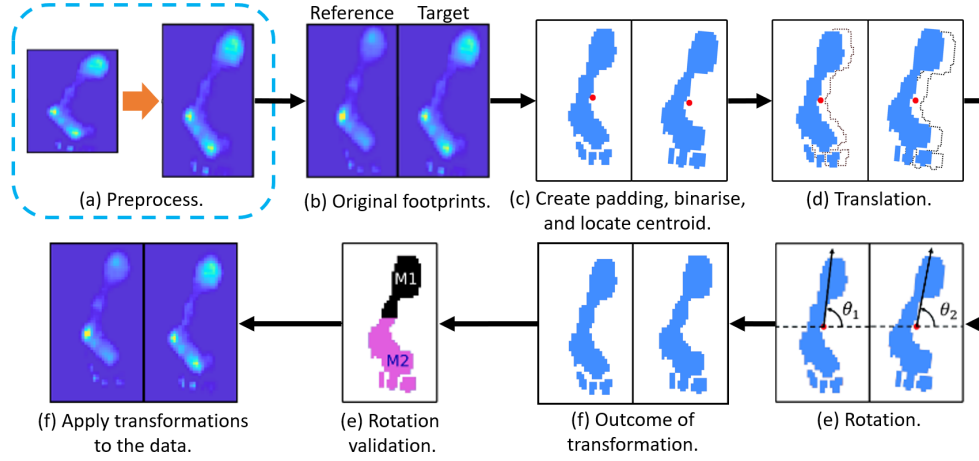 Reference Target
(a) Preprocess.
(b) Original footprints.
(c) Create padding, binarise,
and locate centroid.
(d) Translation.
θ1
θ2
(e) Rotation.
(f) Outcome of
transformation.
M1
M2
(e) Rotation
validation.
(f) Apply transformations
to the data.